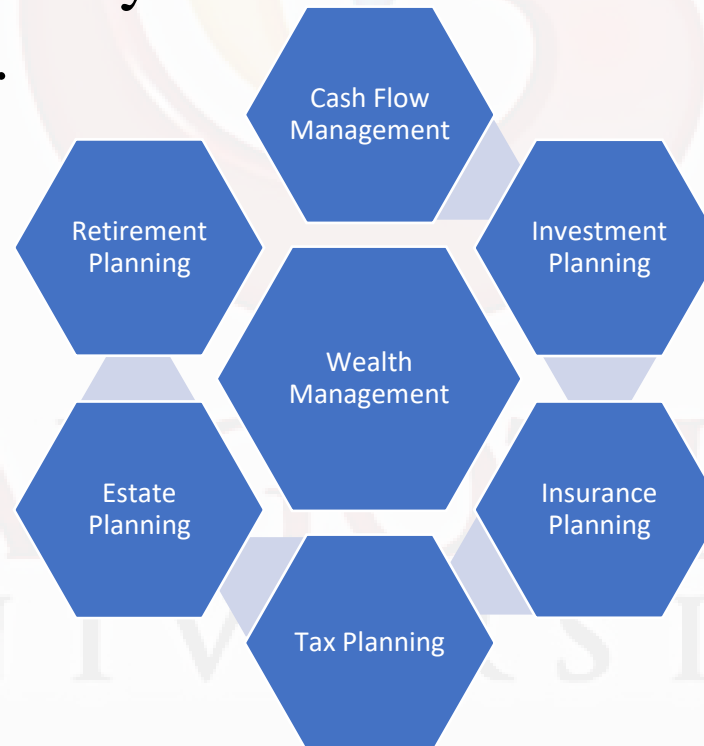 Cash Flow
Management
Retirement
Planning
Investment
Planning
Wealth
Management
Estate
Planning
Insurance
Planning
Tax Planning